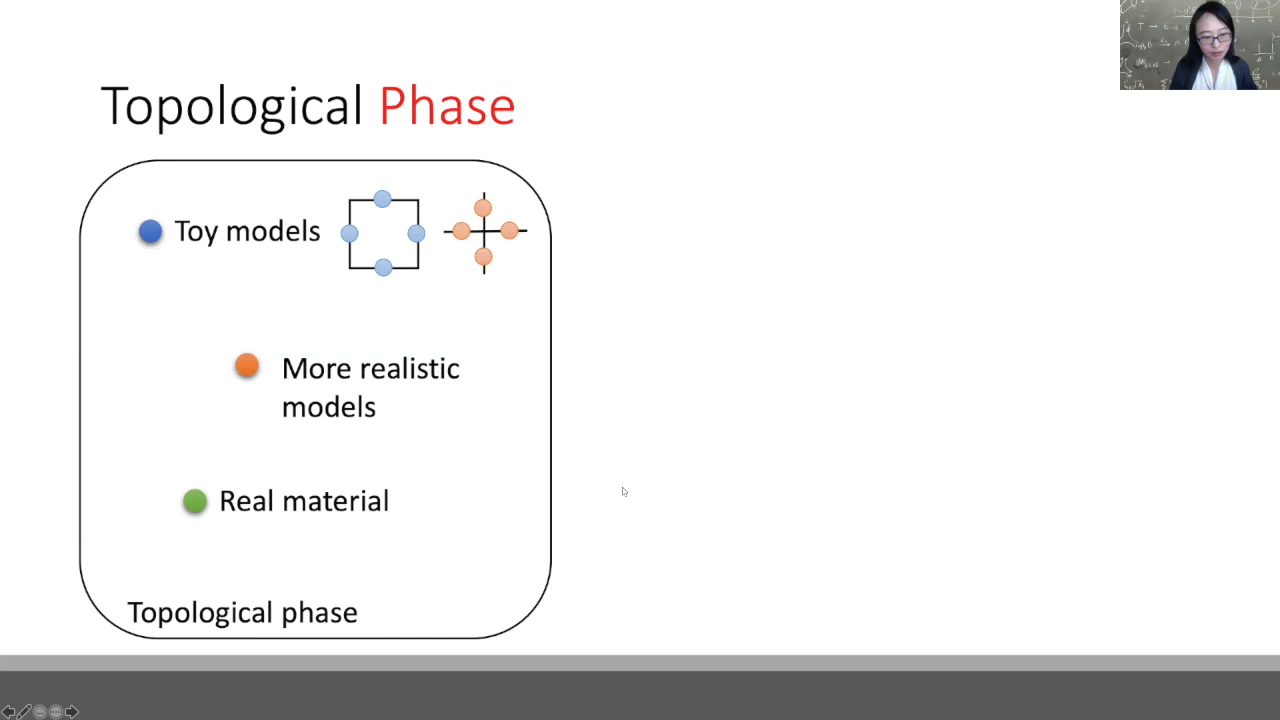 Topological Phase
Toy models
More realistic
models
Real material
Topological phase